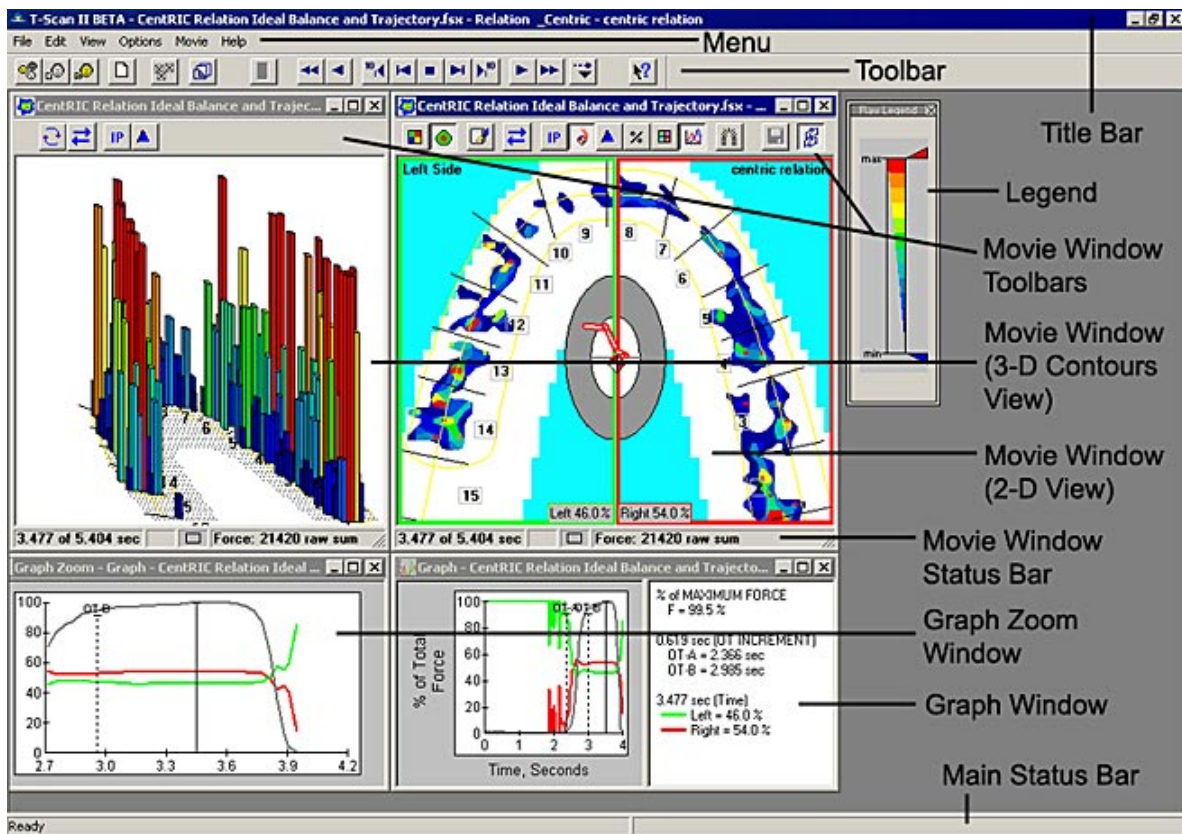 T-Scan II BETA - CentRIC Relation Ideal Balance and Trajectory.fsx - Relation _Centric - centric relation
File Edit View Options Movie Help
Menu
Toolbar
Title Bar
CentRIC Relation Ideal Balance and Trajec...
CentRIC Relation Ideal Balance and Trajectory.fsx - ...
Raw Legend
IP
IP %
max
min
Legend
Movie Window
Toolbars
Left Side
centric relation
9 8
10 7
11 6
12 5
13 4
14 3
15
7
6
5
4
4
5
Left 46.0 % Right 54.0 %
Movie Window
(3-D Contours
View)
Movie Window
(2-D View)
3.477 of 5.404 sec Force: 21420 raw sum
3.477 of 5.404 sec Force: 21420 raw sum
Movie Window
Status Bar
Graph Zoom - Graph - CentRIC Relation Ideal ...
Graph - CentRIC Relation Ideal Balance and Trajecto...
100
80
60
40
20
0
OT-B
2.7 3.0 3.3 3.6 3.9 4.2
% of Total
Force
100
80
60
40
20
0
OT-A OT-B
0 1 2 3 4
Time, Seconds
% of MAXIMUM FORCE
F = 99.5 %
0.619 sec (OT INCREMENT)
OT-A = 2.366 sec
OT-B = 2.985 sec
3.477 sec (Time)
Left = 46.0 %
Right = 54.0 %
Graph Zoom
Window
Graph Window
Main Status Bar
Ready